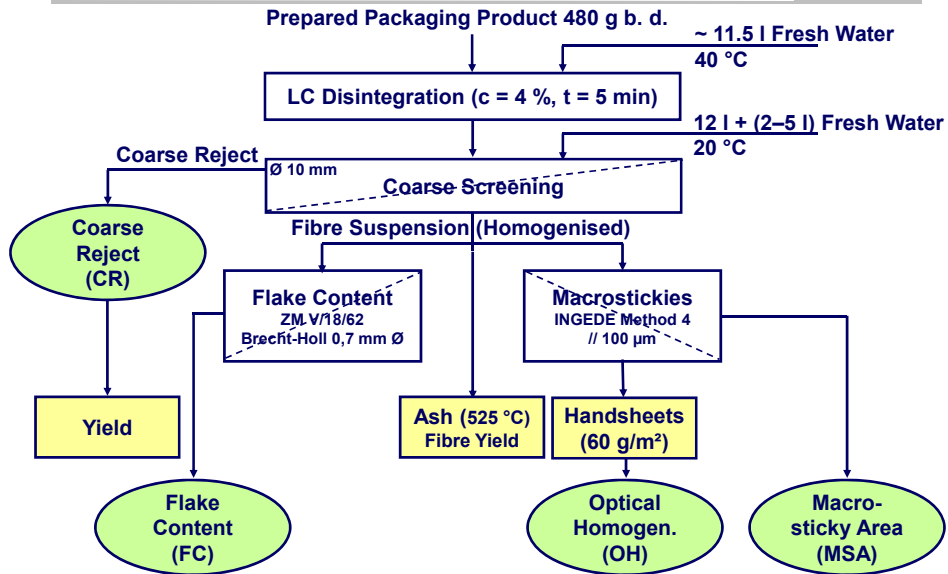 Prepared Packaging Product 480 g b. d.
~ 11.5 l Fresh Water
40 °C
LC Disintegration (c = 4 %, t = 5 min)
12 l + (2–5 l) Fresh Water
20 °C
Coarse Reject
Ø 10 mm
Coarse Screening
Coarse
Reject
(CR)
Fibre Suspension (Homogenised)
Flake Content
ZM V/18/62
Brecht-Holl 0,7 mm Ø
Macrostickies
INGEDE Method 4
// 100 µm
Yield
Ash (525 °C)
Fibre Yield
Handsheets
(60 g/m²)
Flake
Content
(FC)
Optical
Homogen.
(OH)
Macro-
sticky Area
(MSA)